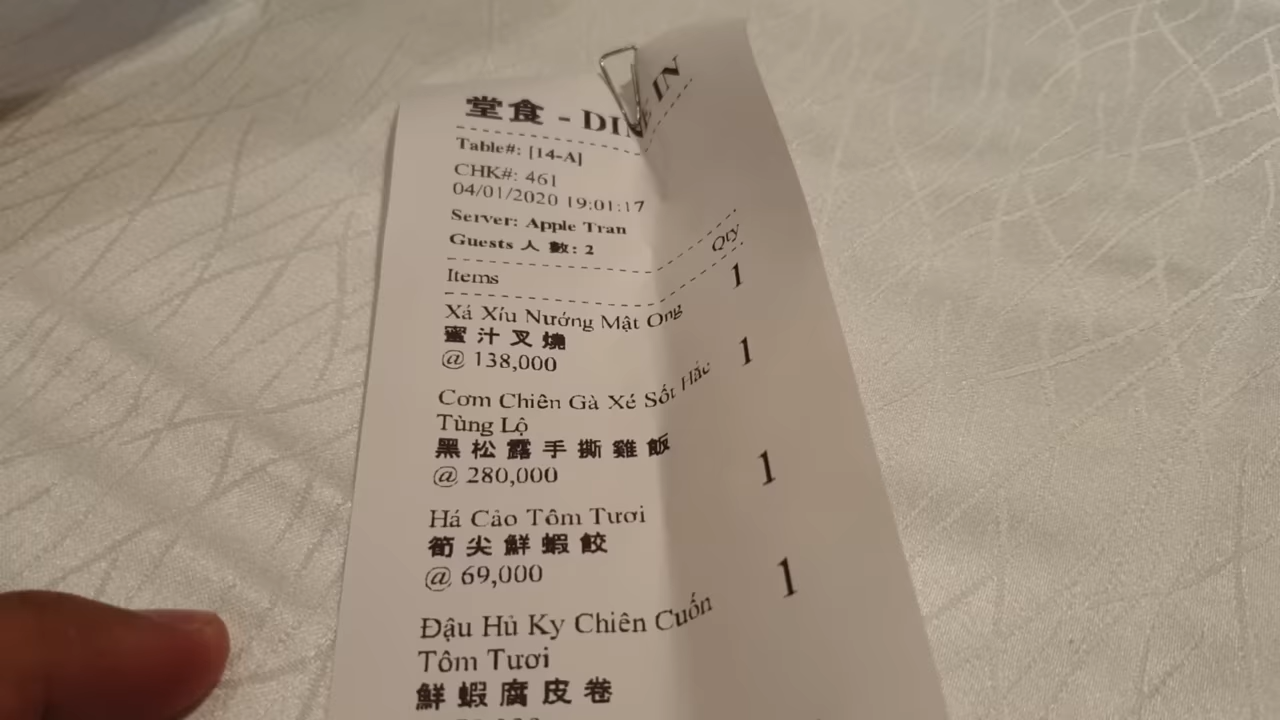 堂食 - DINE IN
Table#: [14-A]
CHK#: 461
04/01/2020 19:01:17
Server: Apple Tran
Guests 人 數: 2
Items Qty
Xá Xíu Nướng Mật Ong 1
蜜 汁 叉 燒
@ 138,000
Cơm Chiên Gà Xé Sốt Hắc 1
Tùng Lộ
黑 松 露 手 撕 雞 飯
@ 280,000
Há Cảo Tôm Tươi 1
筍 尖 鮮 蝦 餃
@ 69,000
Đậu Hủ Ky Chiên Cuốn 1
Tôm Tươi
鮮 蝦 腐 皮 卷